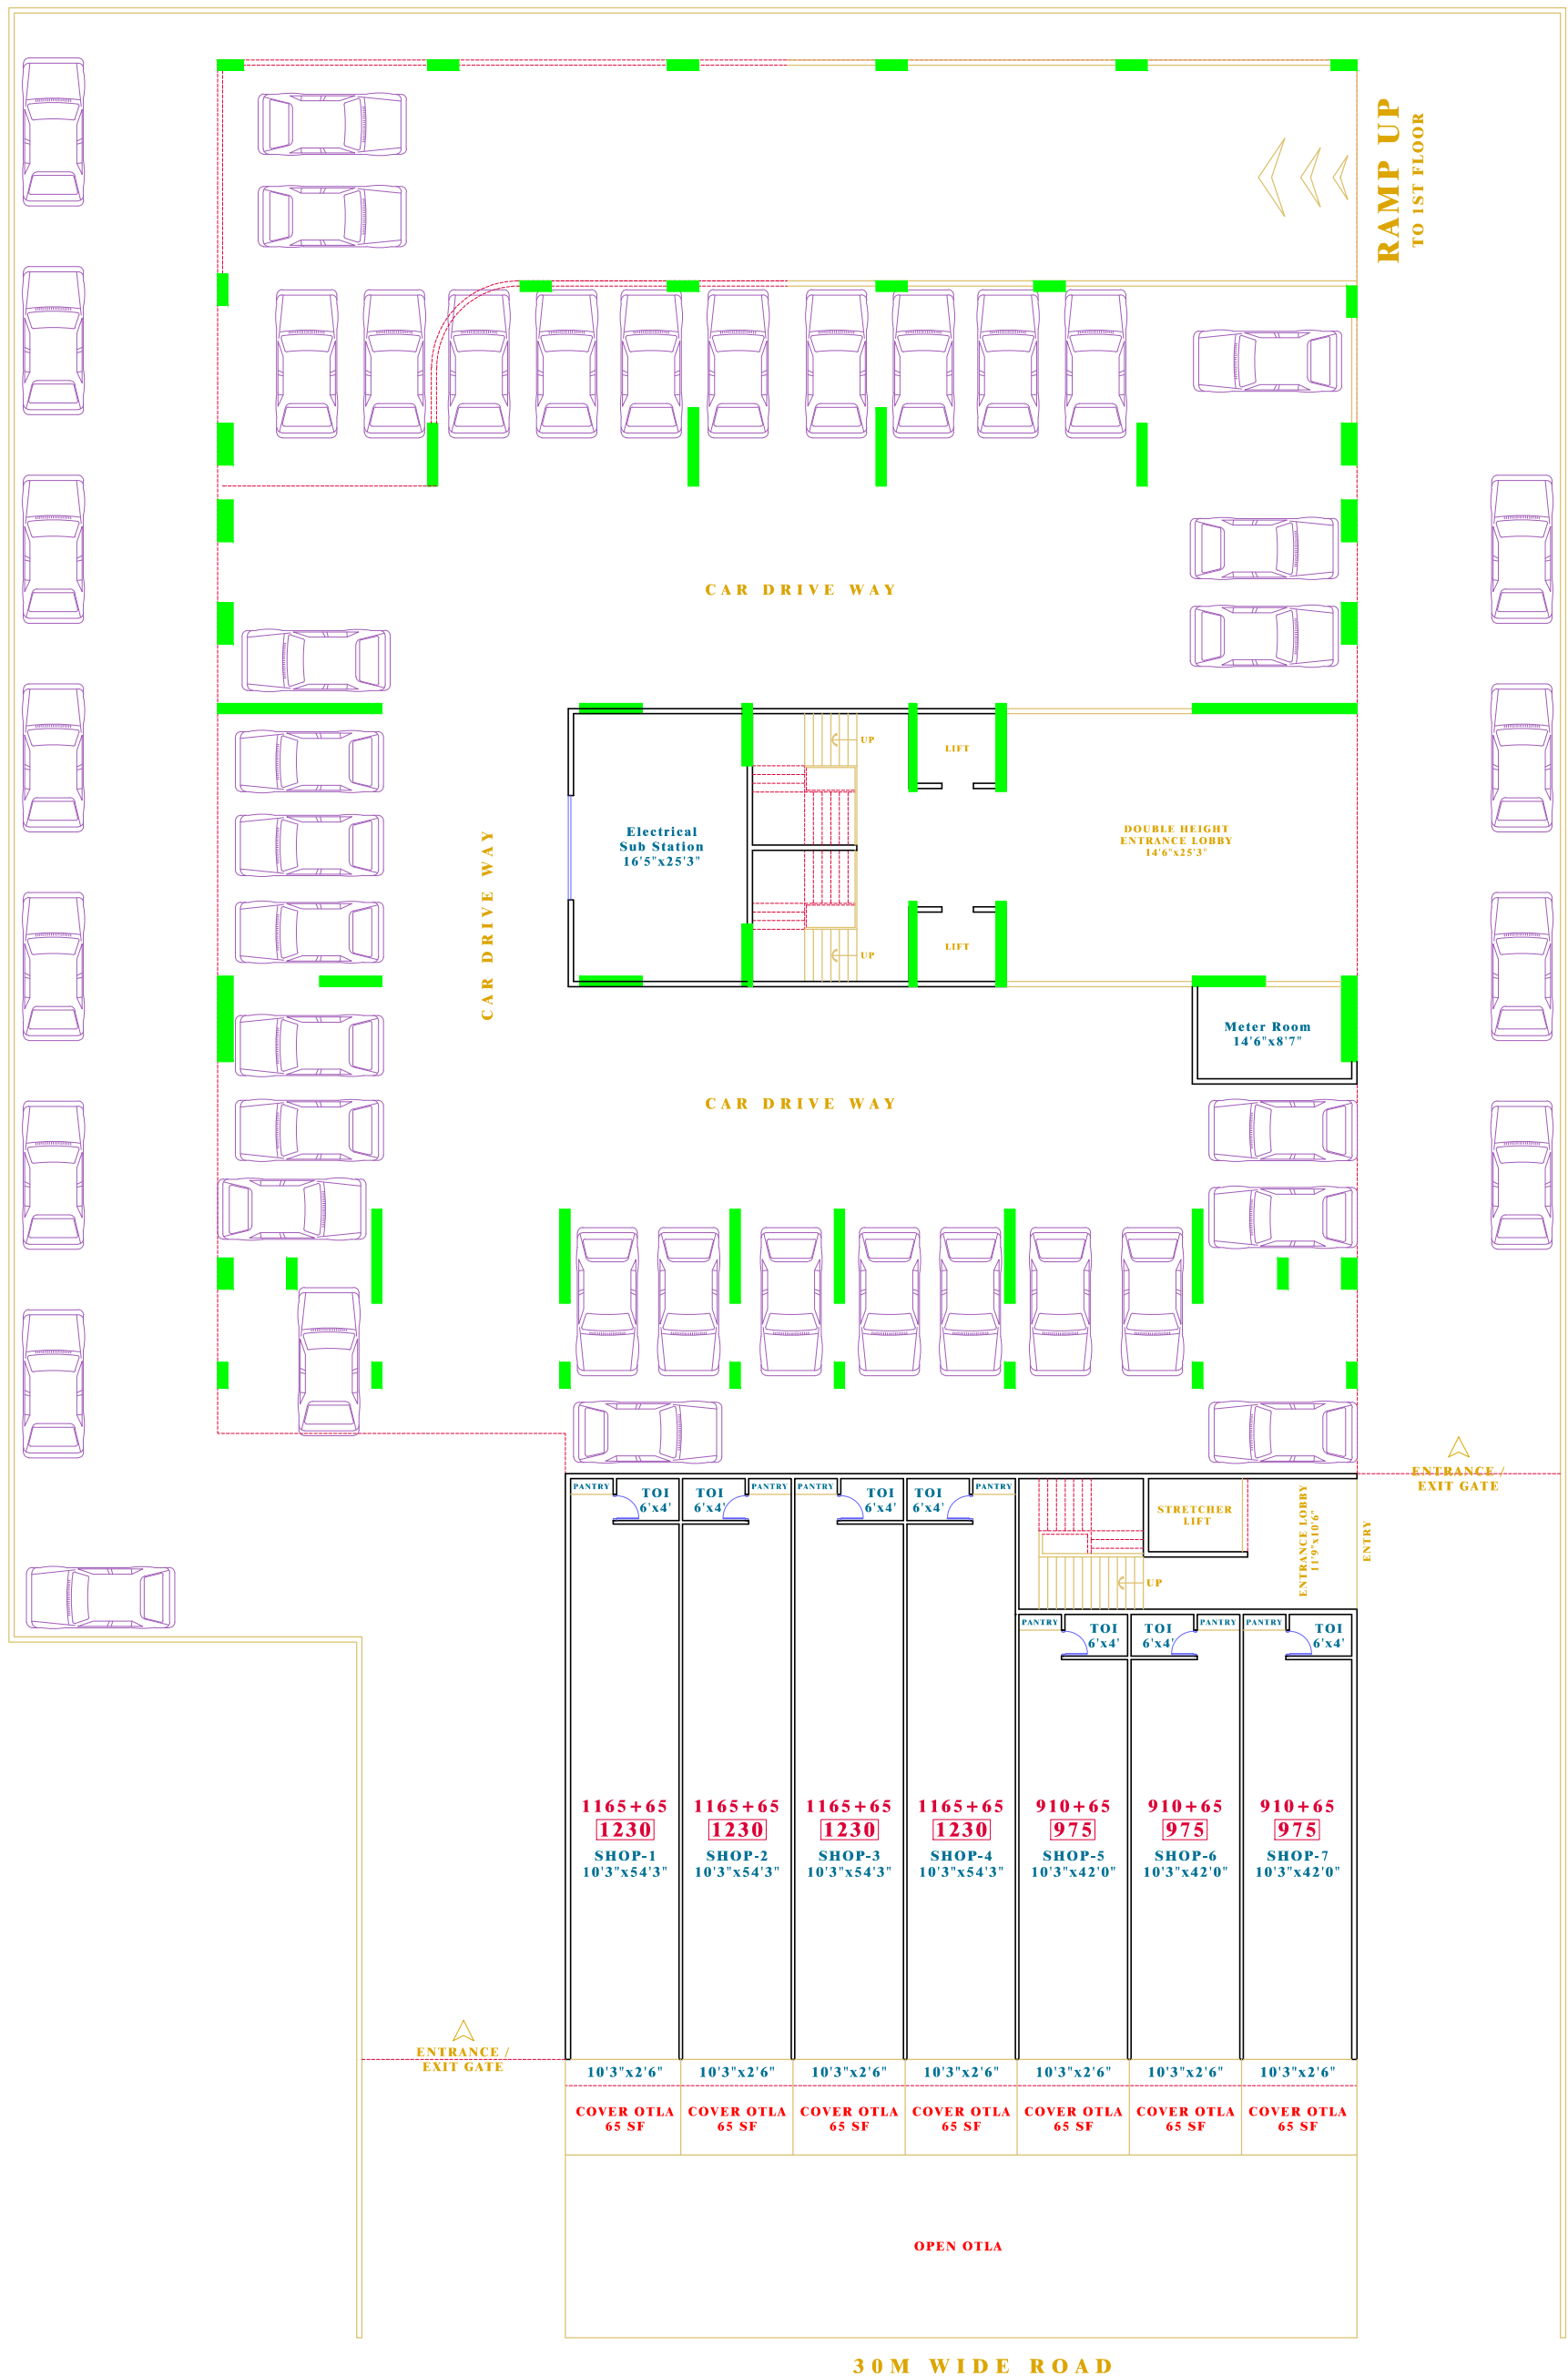 RAMP UP
TO 1ST FLOOR
CAR DRIVE WAY
UP
LIFT
Electrical
Sub Station
16'5"x25'3"
DOUBLE HEIGHT
ENTRANCE LOBBY
14'6"x25'3"
CAR DRIVE WAY
UP
LIFT
Meter Room
14'6"x8'7"
CAR DRIVE WAY
ENTRANCE /
EXIT GATE
PANTRY
TOI
6'x4'
TOI
6'x4'
PANTRY
PANTRY
TOI
6'x4'
TOI
6'x4'
PANTRY
STRETCHER
LIFT
ENTRANCE LOBBY
11'9"x10'6"
ENTRY
UP
PANTRY
TOI
6'x4'
TOI
6'x4'
PANTRY
PANTRY
TOI
6'x4'
1165+65
1230
SHOP-1
10'3"x54'3"
1165+65
1230
SHOP-2
10'3"x54'3"
1165+65
1230
SHOP-3
10'3"x54'3"
1165+65
1230
SHOP-4
10'3"x54'3"
910+65
975
SHOP-5
10'3"x42'0"
910+65
975
SHOP-6
10'3"x42'0"
910+65
975
SHOP-7
10'3"x42'0"
ENTRANCE /
EXIT GATE
10'3"x2'6"
10'3"x2'6"
10'3"x2'6"
10'3"x2'6"
10'3"x2'6"
10'3"x2'6"
10'3"x2'6"
COVER OTLA
65 SF
COVER OTLA
65 SF
COVER OTLA
65 SF
COVER OTLA
65 SF
COVER OTLA
65 SF
COVER OTLA
65 SF
COVER OTLA
65 SF
OPEN OTLA
30M WIDE ROAD